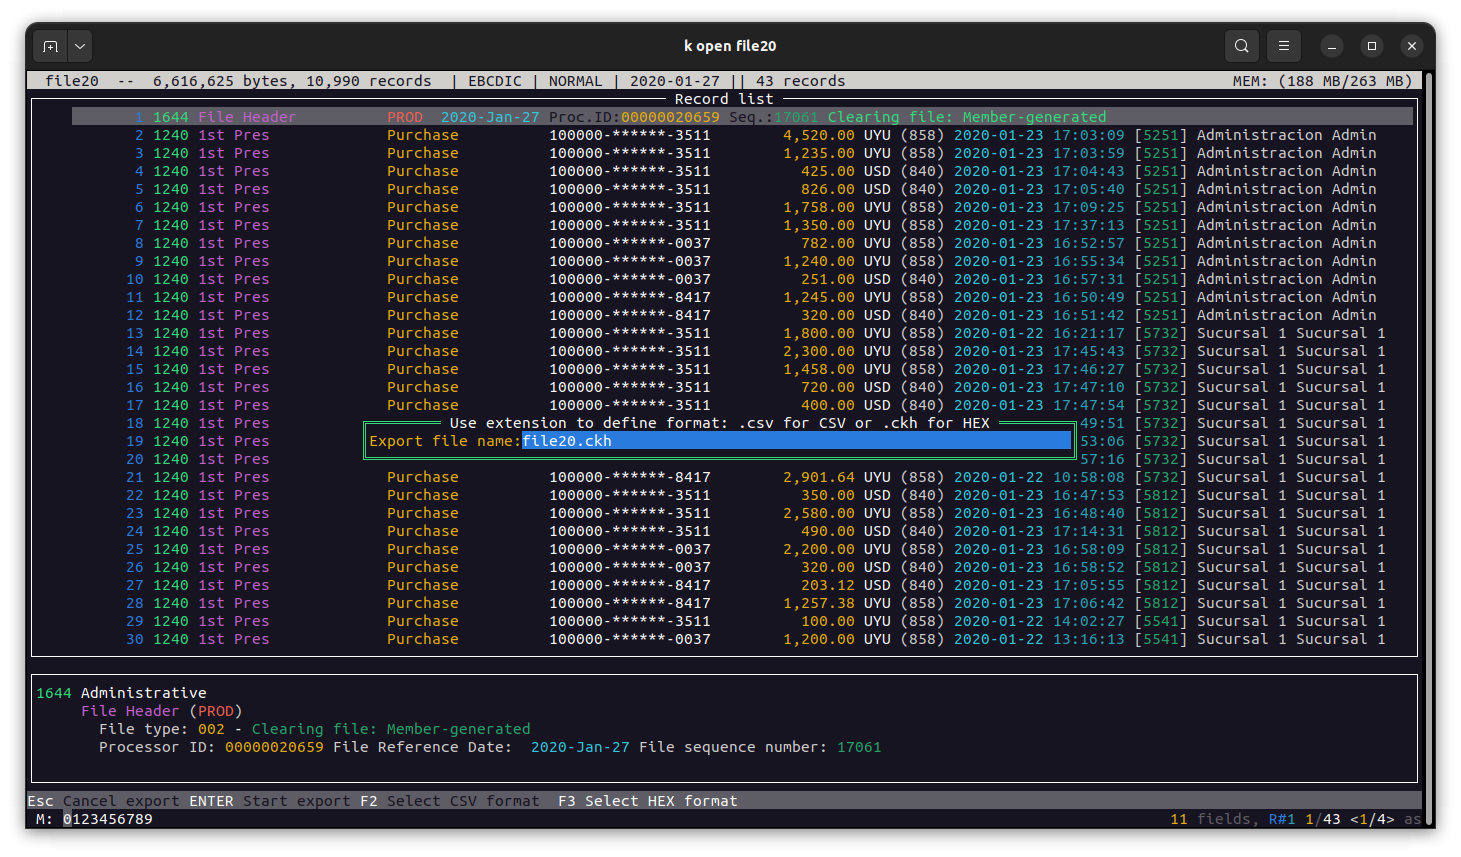 k open file20
file20  --  6,616,625 bytes, 10,990 records  | EBCDIC | NORMAL | 2020-01-27 || 43 records MEM: (188 MB/263 MB)
Record list
1 1644 File Header PROD 2020-Jan-27 Proc.ID:00000020659 Seq.:17061 Clearing file: Member-generated
2 1240 1st Pres Purchase 100000-******-3511 4,520.00 UYU (858) 2020-01-23 17:03:09 [5251] Administracion Admin
3 1240 1st Pres Purchase 100000-******-3511 1,235.00 UYU (858) 2020-01-23 17:03:59 [5251] Administracion Admin
4 1240 1st Pres Purchase 100000-******-3511 425.00 USD (840) 2020-01-23 17:04:43 [5251] Administracion Admin
5 1240 1st Pres Purchase 100000-******-3511 826.00 USD (840) 2020-01-23 17:05:40 [5251] Administracion Admin
6 1240 1st Pres Purchase 100000-******-3511 1,758.00 UYU (858) 2020-01-23 17:09:25 [5251] Administracion Admin
7 1240 1st Pres Purchase 100000-******-3511 1,350.00 UYU (858) 2020-01-23 17:37:13 [5251] Administracion Admin
8 1240 1st Pres Purchase 100000-******-0037 782.00 UYU (858) 2020-01-23 16:52:57 [5251] Administracion Admin
9 1240 1st Pres Purchase 100000-******-0037 1,240.00 UYU (858) 2020-01-23 16:55:34 [5251] Administracion Admin
10 1240 1st Pres Purchase 100000-******-0037 251.00 USD (840) 2020-01-23 16:57:31 [5251] Administracion Admin
11 1240 1st Pres Purchase 100000-******-8417 1,245.00 UYU (858) 2020-01-23 16:50:49 [5251] Administracion Admin
12 1240 1st Pres Purchase 100000-******-8417 320.00 USD (840) 2020-01-23 16:51:42 [5251] Administracion Admin
13 1240 1st Pres Purchase 100000-******-3511 1,800.00 UYU (858) 2020-01-22 16:21:17 [5732] Sucursal 1 Sucursal 1
14 1240 1st Pres Purchase 100000-******-3511 2,300.00 UYU (858) 2020-01-23 17:45:43 [5732] Sucursal 1 Sucursal 1
15 1240 1st Pres Purchase 100000-******-3511 1,458.00 UYU (858) 2020-01-23 17:46:27 [5732] Sucursal 1 Sucursal 1
16 1240 1st Pres Purchase 100000-******-3511 720.00 USD (840) 2020-01-23 17:47:10 [5732] Sucursal 1 Sucursal 1
17 1240 1st Pres Purchase 100000-******-3511 400.00 USD (840) 2020-01-23 17:47:54 [5732] Sucursal 1 Sucursal 1
18 1240 1st Pres Use extension to define format: .csv for CSV or .ckh for HEX 49:51 [5732] Sucursal 1 Sucursal 1
19 1240 1st Pres Export file name:file20.ckh 53:06 [5732] Sucursal 1 Sucursal 1
20 1240 1st Pres 57:16 [5732] Sucursal 1 Sucursal 1
21 1240 1st Pres Purchase 100000-******-8417 2,901.64 UYU (858) 2020-01-22 10:58:08 [5732] Sucursal 1 Sucursal 1
22 1240 1st Pres Purchase 100000-******-3511 350.00 USD (840) 2020-01-23 16:47:53 [5812] Sucursal 1 Sucursal 1
23 1240 1st Pres Purchase 100000-******-3511 2,580.00 UYU (858) 2020-01-23 16:48:40 [5812] Sucursal 1 Sucursal 1
24 1240 1st Pres Purchase 100000-******-3511 490.00 USD (840) 2020-01-23 17:14:31 [5812] Sucursal 1 Sucursal 1
25 1240 1st Pres Purchase 100000-******-0037 2,200.00 UYU (858) 2020-01-23 16:58:09 [5812] Sucursal 1 Sucursal 1
26 1240 1st Pres Purchase 100000-******-0037 320.00 USD (840) 2020-01-23 16:58:52 [5812] Sucursal 1 Sucursal 1
27 1240 1st Pres Purchase 100000-******-8417 203.12 USD (840) 2020-01-23 17:05:55 [5812] Sucursal 1 Sucursal 1
28 1240 1st Pres Purchase 100000-******-8417 1,257.38 UYU (858) 2020-01-23 17:06:42 [5812] Sucursal 1 Sucursal 1
29 1240 1st Pres Purchase 100000-******-3511 100.00 UYU (858) 2020-01-22 14:02:27 [5541] Sucursal 1 Sucursal 1
30 1240 1st Pres Purchase 100000-******-0037 1,200.00 UYU (858) 2020-01-22 13:16:13 [5541] Sucursal 1 Sucursal 1
1644 Administrative
File Header (PROD)
File type: 002 - Clearing file: Member-generated
Processor ID: 00000020659 File Reference Date:  2020-Jan-27 File sequence number: 17061
Esc Cancel export ENTER Start export F2 Select CSV format  F3 Select HEX format
M: 0123456789 11 fields, R#1 1/43 <1/4> as